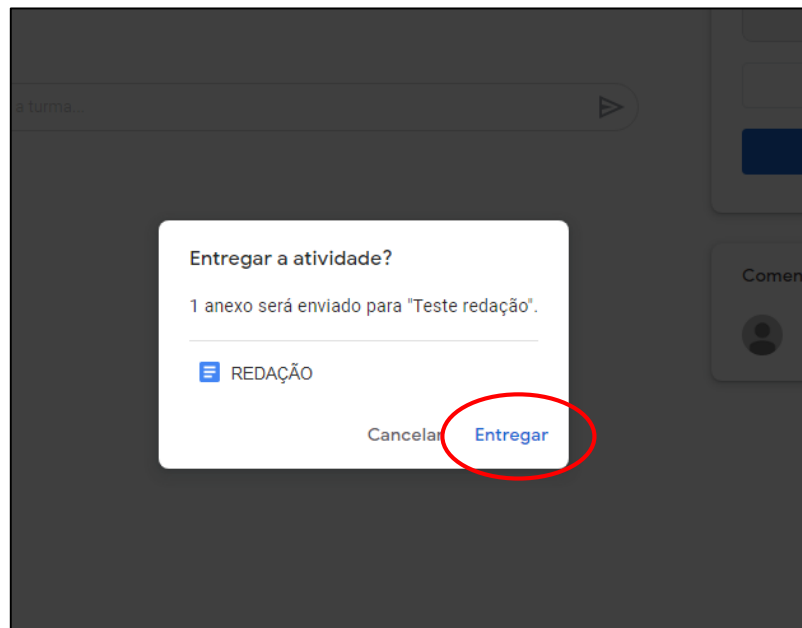 a turma...
Entregar a atividade?
1 anexo será enviado para "Teste redação".
REDAÇÃO
Cancelar
Entregar
Comen